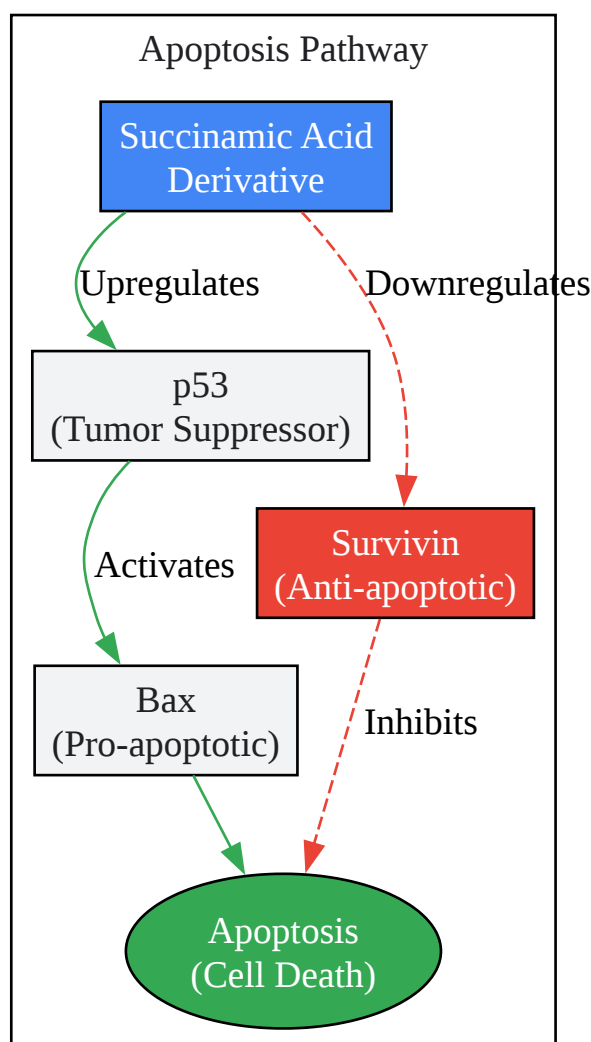 Apoptosis Pathway
Succinamic Acid
Derivative
Upregulates
Downregulates
p53
(Tumor Suppressor)
Survivin
(Anti-apoptotic)
Activates
Bax
(Pro-apoptotic)
Inhibits
Apoptosis
(Cell Death)